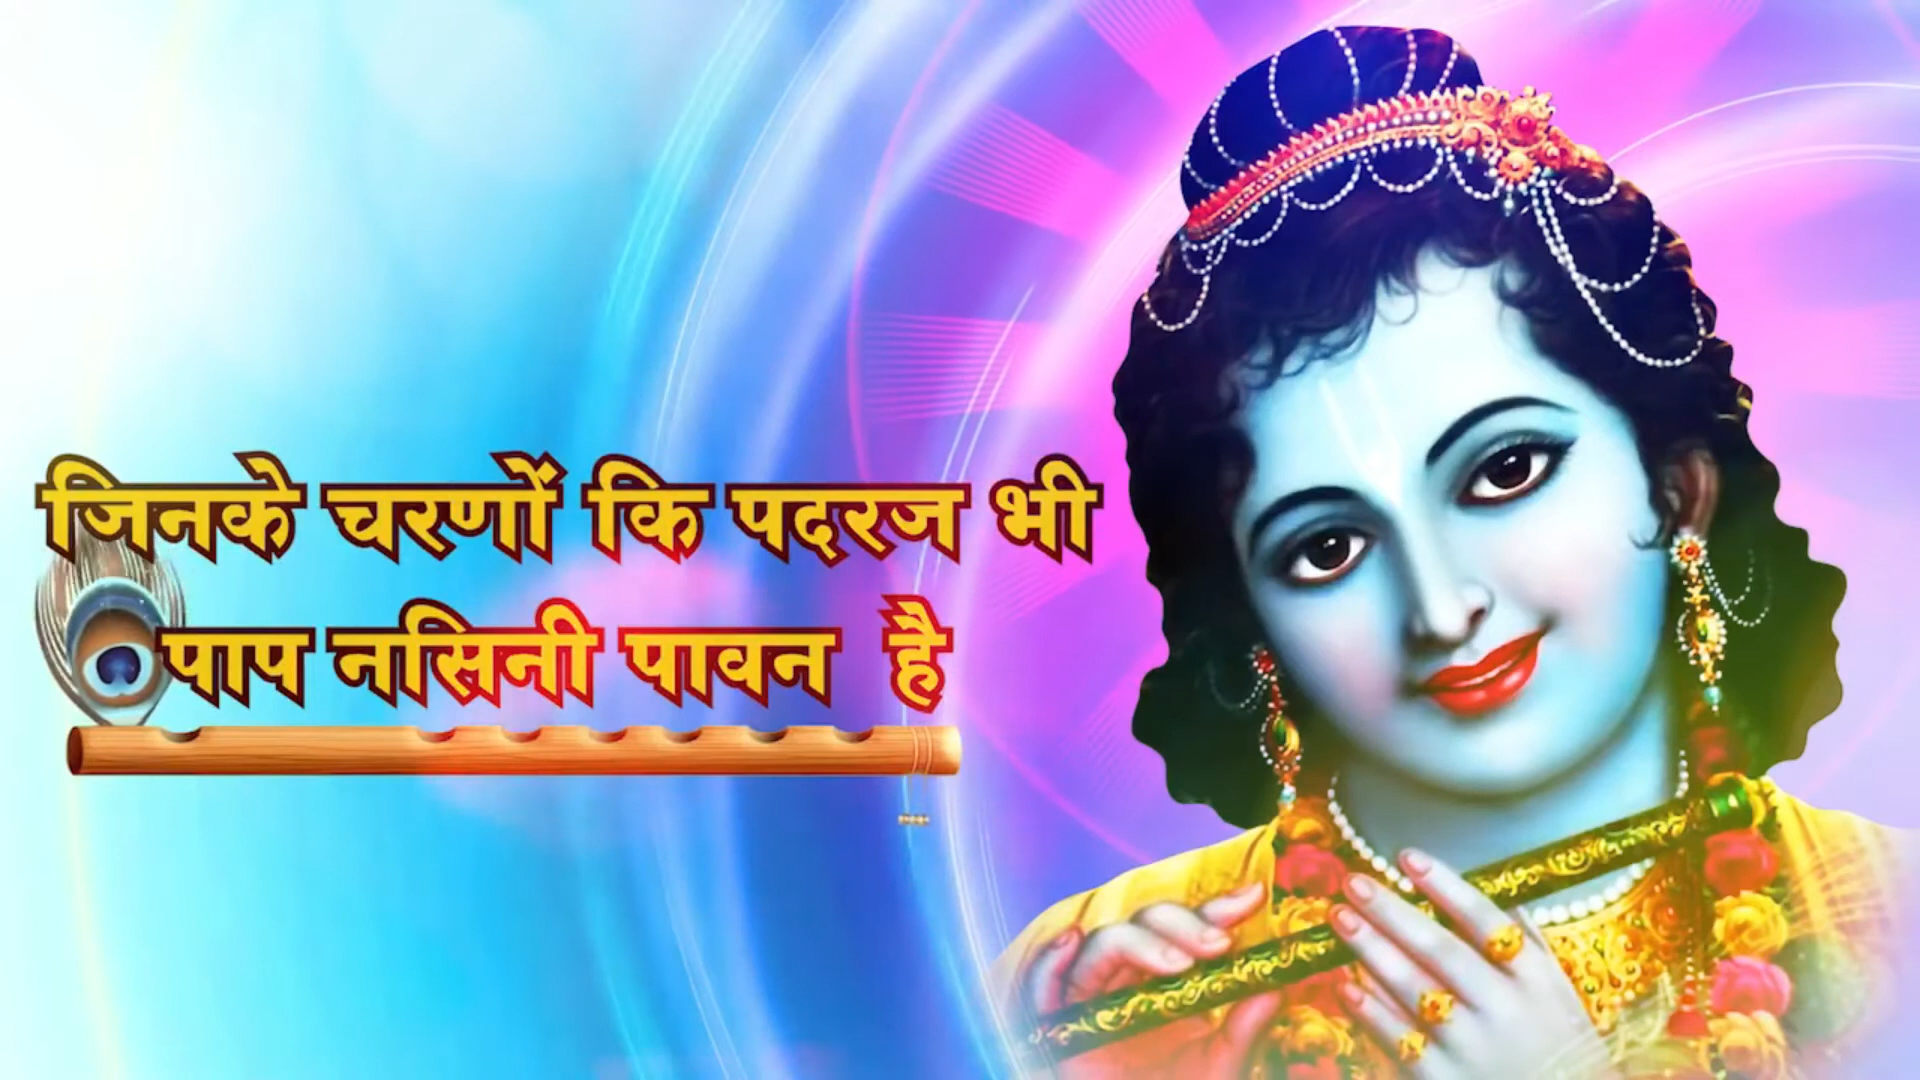 जिनके चरणों कि पदरज भी
पाप नसिनी पावन है